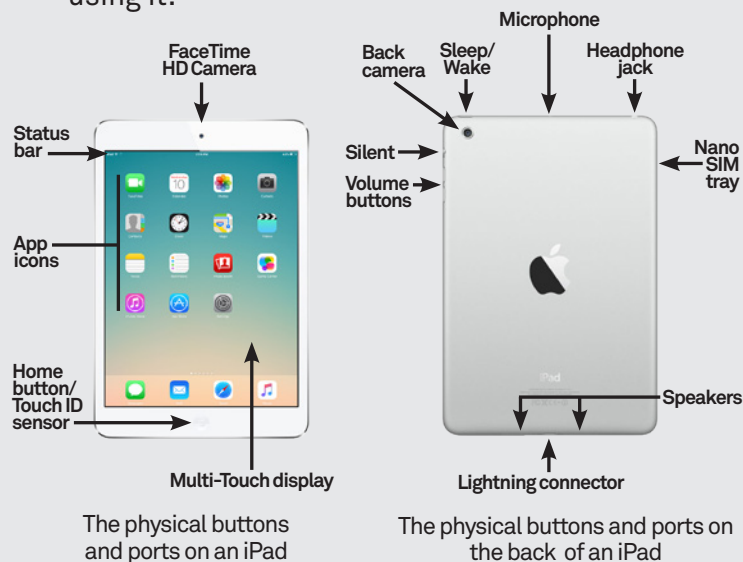 using it:
FaceTime
HD Camera
Status
bar
App
icons
Home
button/
Touch ID
sensor
Multi-Touch display
The physical buttons
and ports on an iPad
Microphone
Back
camera
Sleep/
Wake
Headphone
jack
Silent
Volume
buttons
Nano
SIM
tray
iPad
Speakers
Lightning connector
The physical buttons and ports on
the back of an iPad